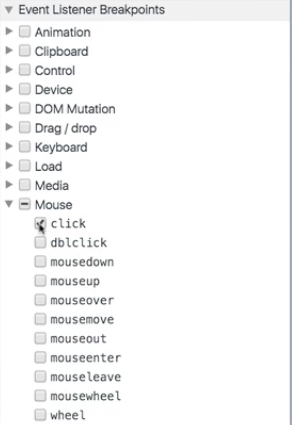 Event Listener Breakpoints
Animation
Clipboard
Control
Device
DOM Mutation
Drag / drop
Keyboard
Load
Media
Mouse
click
dblclick
mousedown
mouseup
mouseover
mousemove
mouseout
mouseenter
mouseleave
mousewheel
wheel